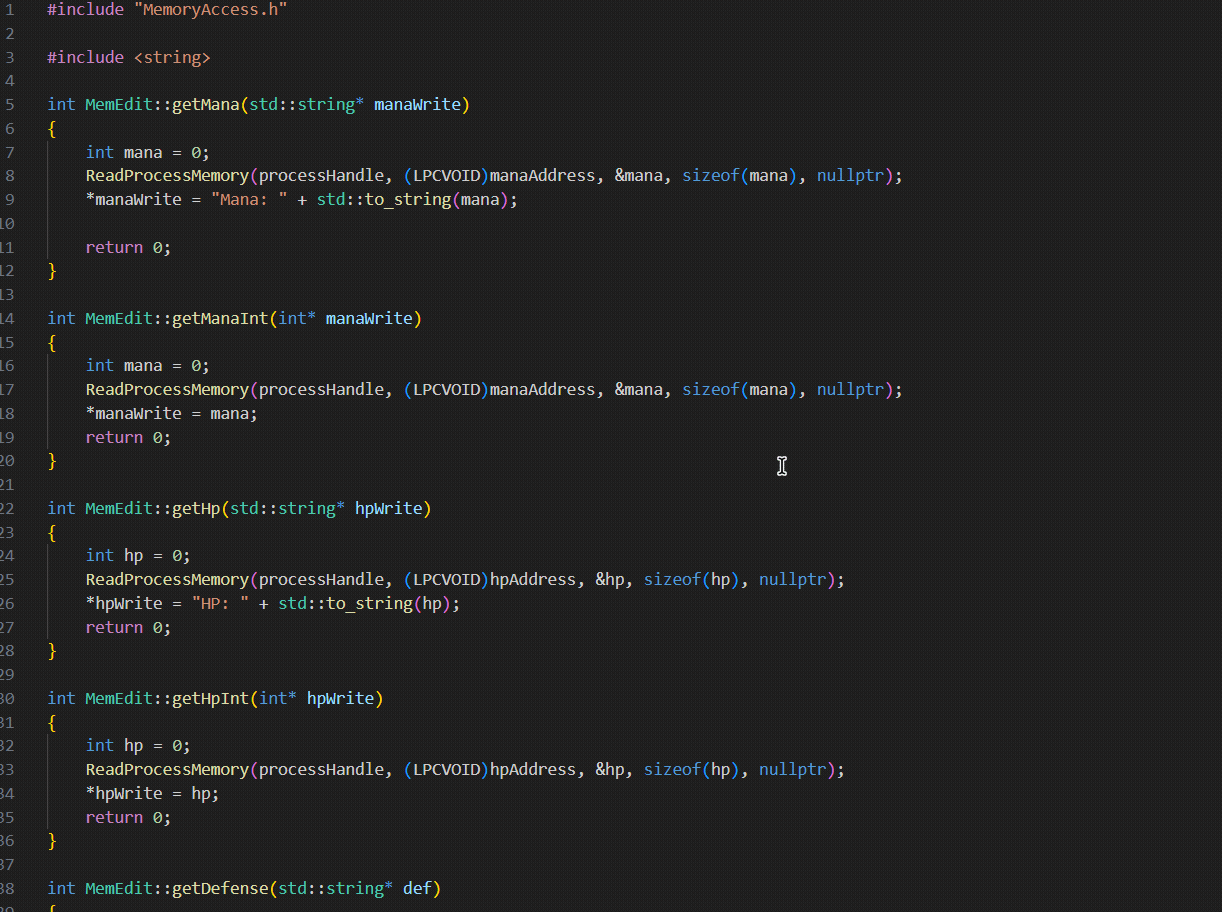 1 #include "MemoryAccess.h"
2
3 #include <string>
4
5 int MemEdit::getMana(std::string* manaWrite)
6 {
7     int mana = 0;
8     ReadProcessMemory(processHandle, (LPCVOID)manaAddress, &mana, sizeof(mana), nullptr);
9     *manaWrite = "Mana: " + std::to_string(mana);
10
11     return 0;
12 }
13
14 int MemEdit::getManaInt(int* manaWrite)
15 {
16     int mana = 0;
17     ReadProcessMemory(processHandle, (LPCVOID)manaAddress, &mana, sizeof(mana), nullptr);
18     *manaWrite = mana;
19     return 0;
20 }
21
22 int MemEdit::getHp(std::string* hpWrite)
23 {
24     int hp = 0;
25     ReadProcessMemory(processHandle, (LPCVOID)hpAddress, &hp, sizeof(hp), nullptr);
26     *hpWrite = "HP: " + std::to_string(hp);
27     return 0;
28 }
29
30 int MemEdit::getHpInt(int* hpWrite)
31 {
32     int hp = 0;
33     ReadProcessMemory(processHandle, (LPCVOID)hpAddress, &hp, sizeof(hp), nullptr);
34     *hpWrite = hp;
35     return 0;
36 }
37
38 int MemEdit::getDefense(std::string* def)
39 {